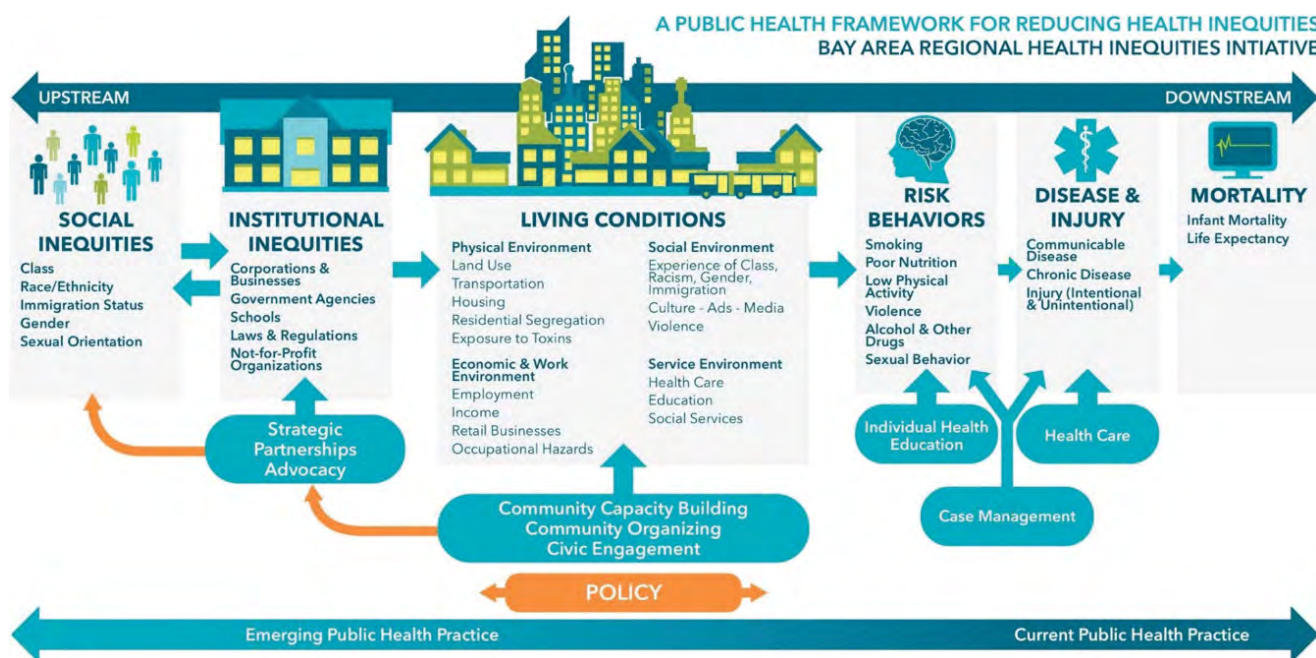 A PUBLIC HEALTH FRAMEWORK FOR REDUCING HEALTH INEQUITIES
BAY AREA REGIONAL HEALTH INEQUITIES INTIATIVE
UPSTREAM
DOWNSTREAM
SOCIAL
INEQUITIES
Class
Race/Ethnicity
Immigration Status
Gender
Sexual Orientation
INSTITUTIONAL
INEQUITIES
Corporations &
Businesses
Government Agencies
Schools
Laws & Regulations
Not-for-Profit
Organizations
Strategic
Partnerships
Advocacy
LIVING CONDITIONS
Physical Environment
Land Use
Transportation
Housing
Residential Segregation
Exposure to Toxins
Economic & Work
Environment
Employment
Income
Retail Businesses
Occupational Hazards
Social Environment
Experience of Class,
Racism, Gender,
Immigration
Culture - Ads - Media
Violence
Service Environment
Health Care
Education
Social Services
Community Capacity Building
Community Organizing
Civic Engagement
RISK
BEHAVIORS
Smoking
Poor Nutrition
Low Physical
Activity
Violence
Alcohol & Other
Drugs
Sexual Behavior
Individual Health
Education
DISEASE &
INJURY
Communicable
Disease
Chronic Disease
Injury (Intentional
& Unintentional)
Health Care
Case Management
MORTALITY
Infant Mortality
Life Expectancy
POLICY
Emerging Public Health Practice
Current Public Health Practice